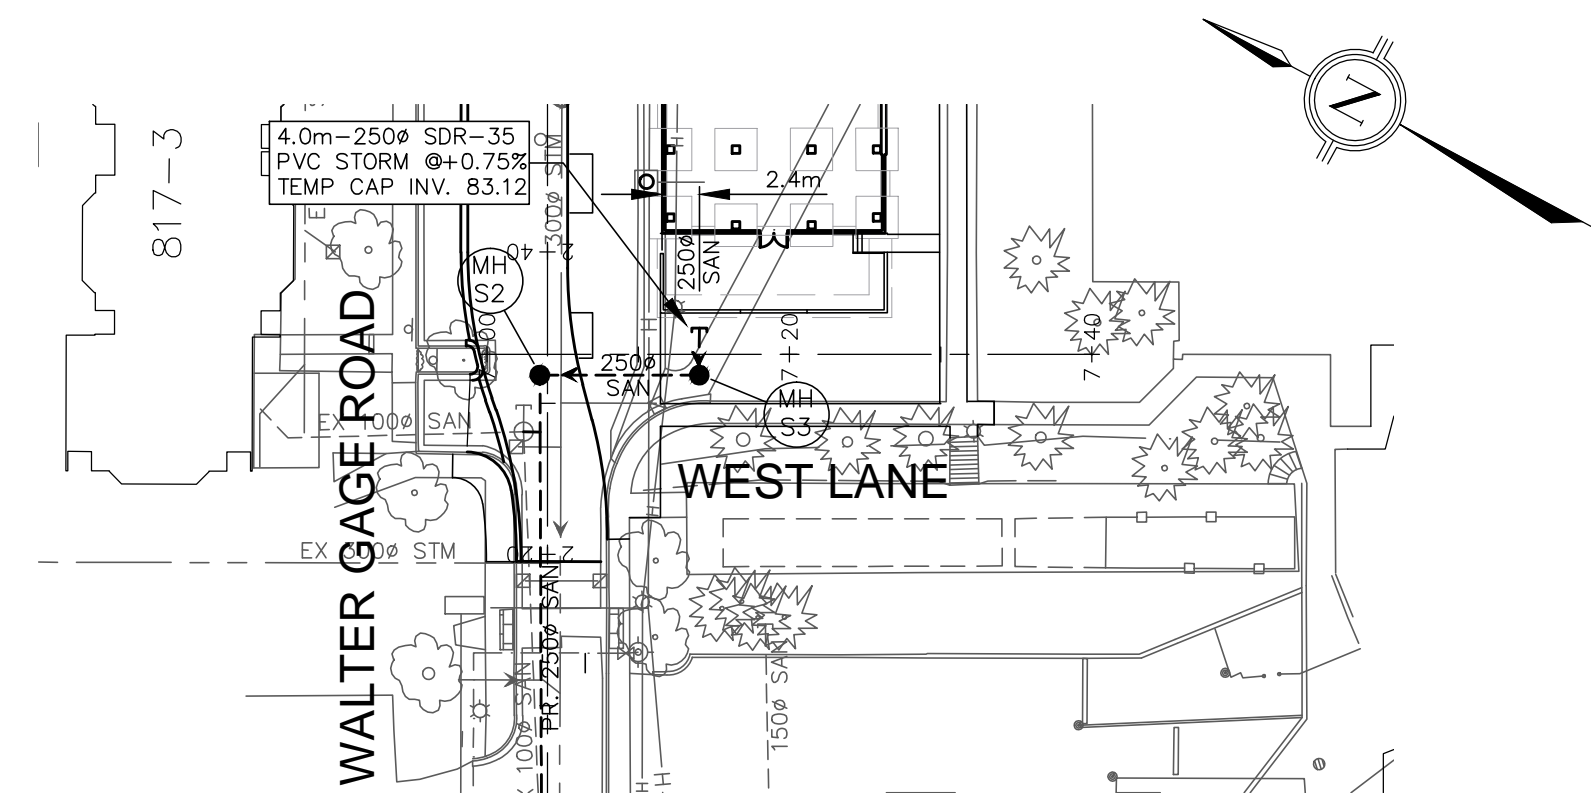 N
817-3
4.0m-250ø SDR-35
PVC STORM @+0.75%
TEMP CAP INV. 83.12
300ø STM
2.4m
2+40
250ø
SAN
MH
S2
7+20
7+40
250ø
SAN
MH
S3
EX 100ø SAN
WALTER GAGE ROAD
WEST LANE
EX 300ø STM
2+20
PR. 250ø SAN
100ø SAN
150ø SAN
H
H
H
H
H
T